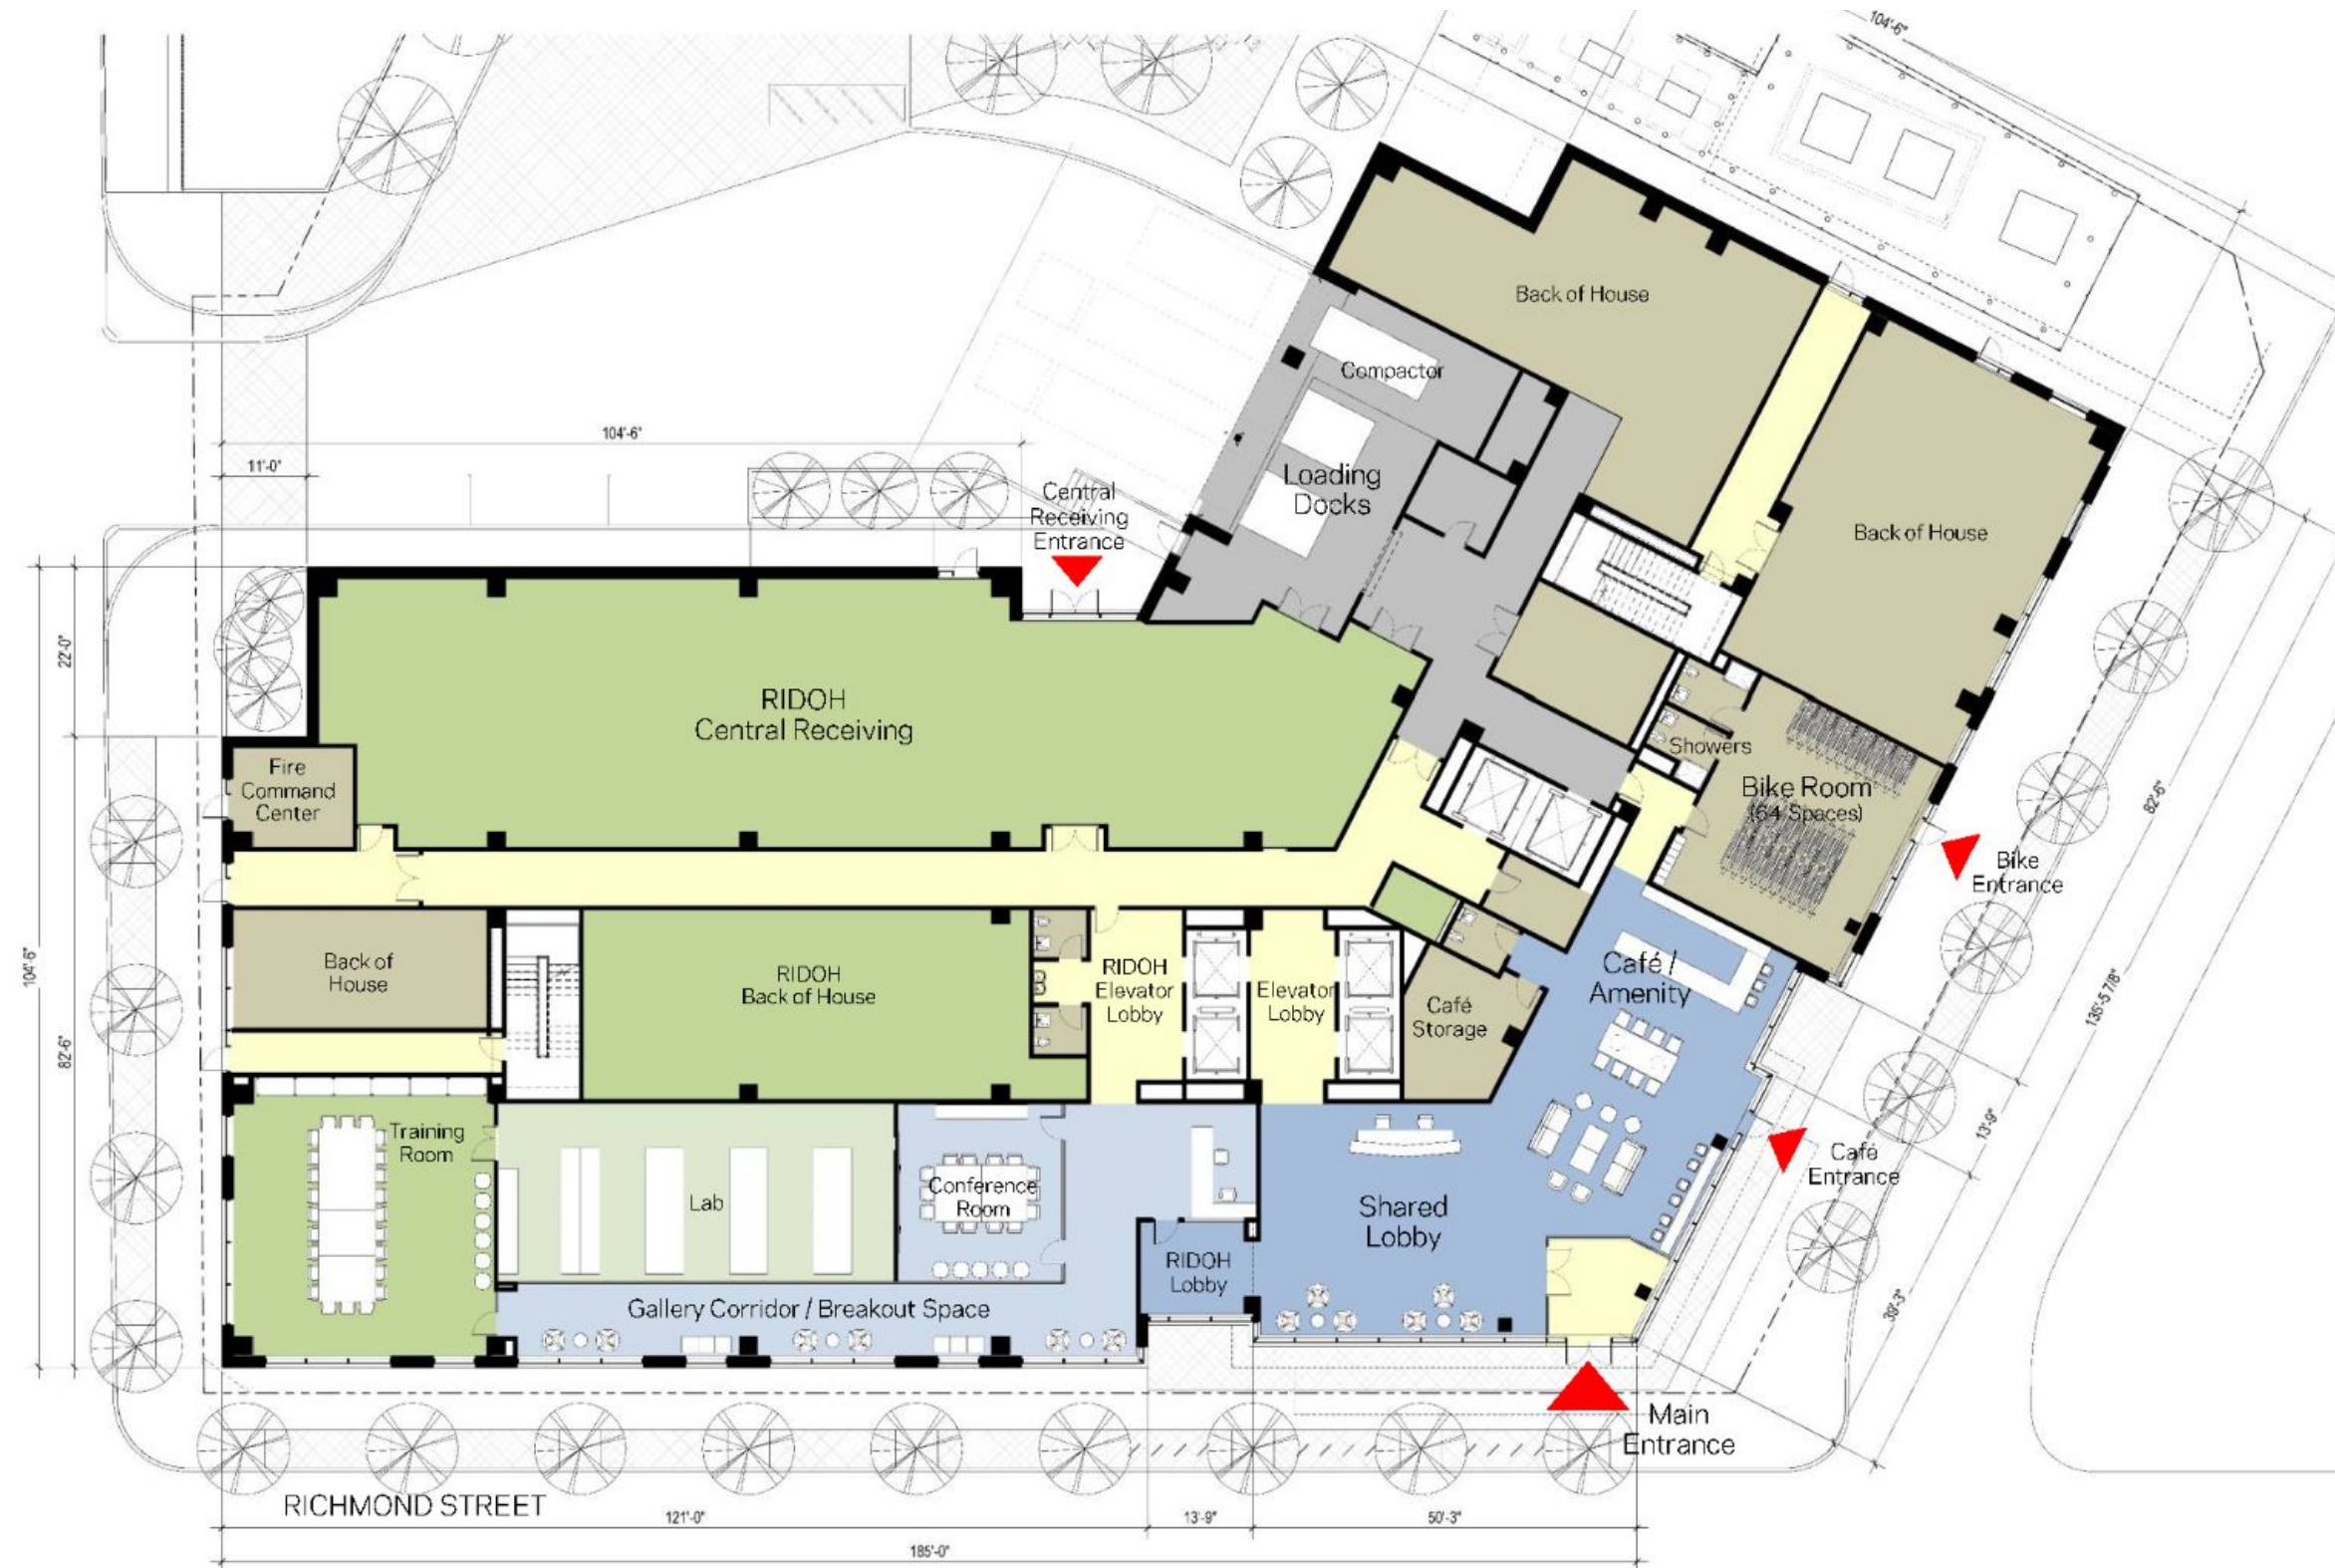 104'-6"
Back of House
Compactor
104'-6"
11'-0"
Loading
Docks
Central
Receiving
Entrance
Back of House
22'-0"
RIDOH
Central Receiving
Showers
Fire
Command
Center
Bike Room
(64 Spaces)
82'-6"
Bike
Entrance
104'-6"
Back of
House
RIDOH
Back of House
RIDOH
Elevator
Lobby
Elevator
Lobby
Café
Storage
Café /
Amenity
135'-5 7/8"
82'-6"
Training
Room
13'-9"
Café
Entrance
Lab
Conference
Room
Shared
Lobby
RIDOH
Lobby
Gallery Corridor / Breakout Space
39'-3"
Main
Entrance
RICHMOND STREET
121'-0"
13'-9"
50'-3"
185'-0"